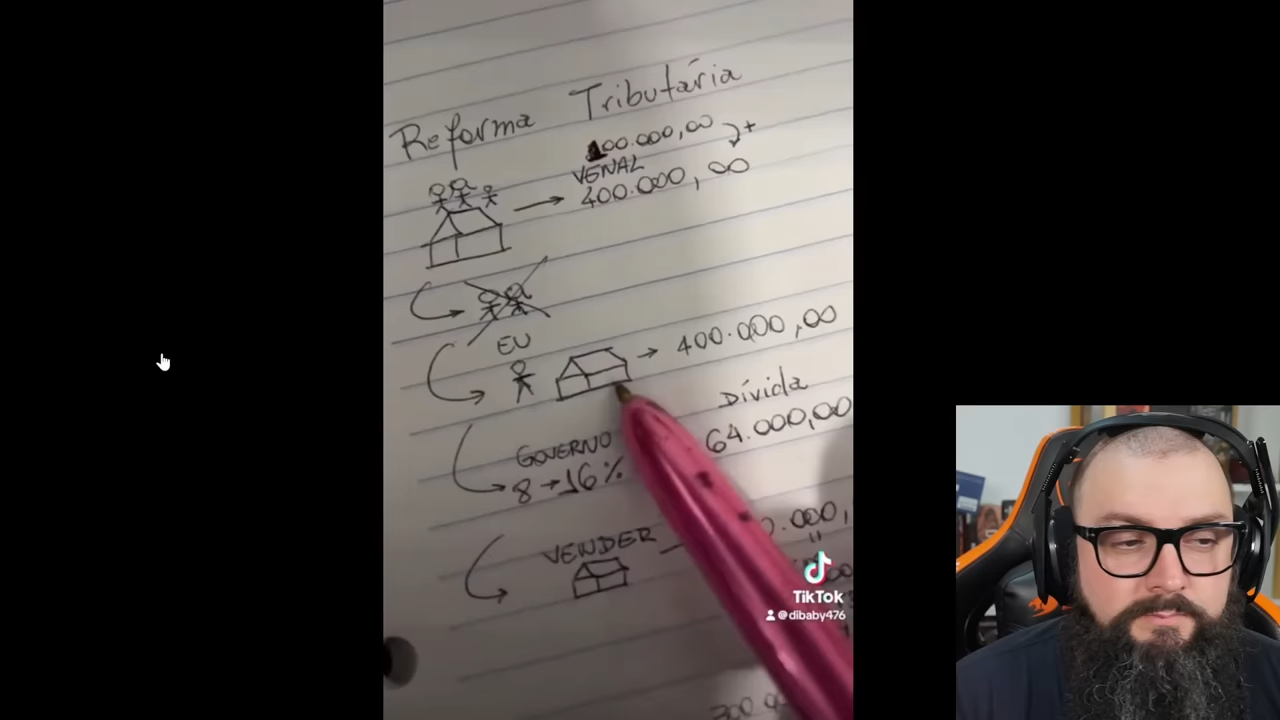 Reforma Tributária
100.000,00 +
VENAL
→ 400.000,00
EU
→ 400.000,00
Dívida
GOVERNO 64.000,00
8 → 16%
VENDER
TikTok
@dibaby476